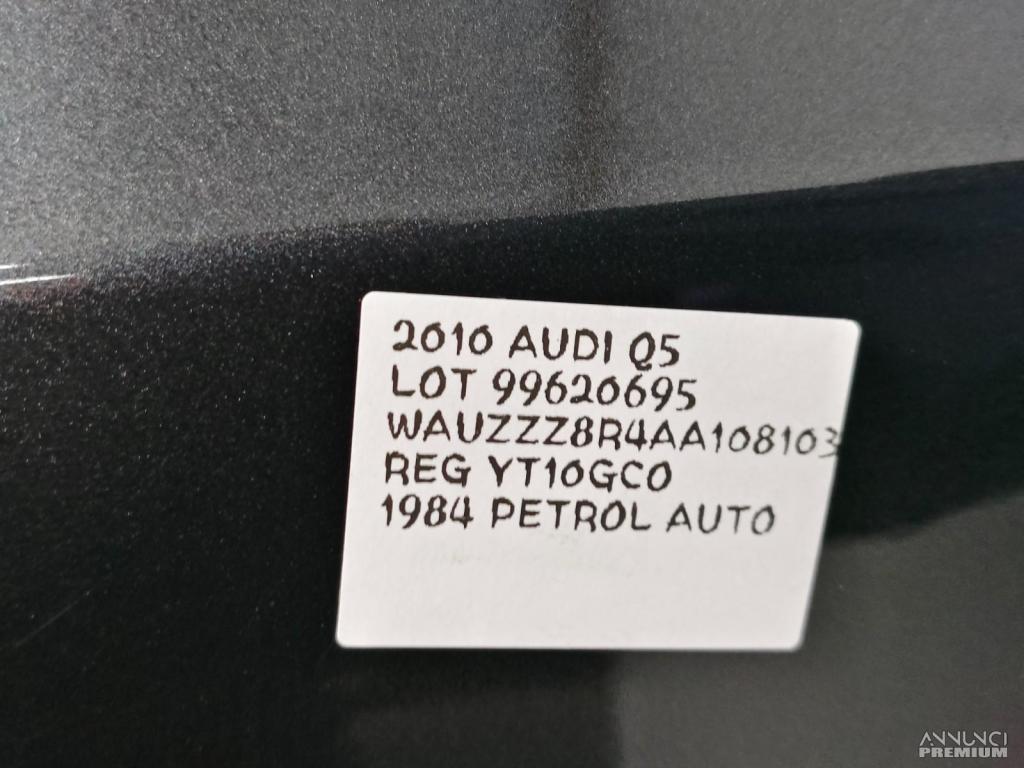 2010 AUDI Q5
LOT 99620695
WAUZZZ8R4AA108103
REG YT10GCO
1984 PETROL AUTO
ANNUNCI
PREMIUM